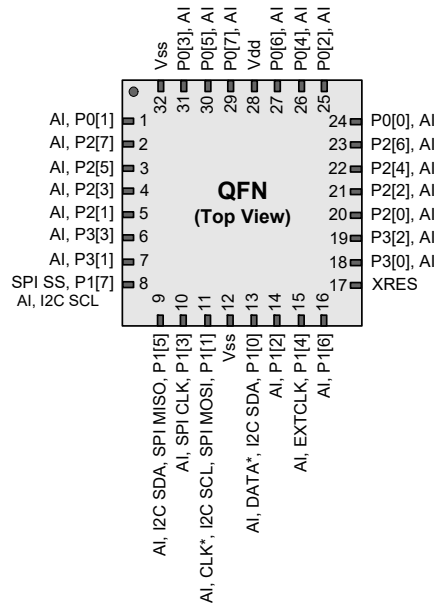 Vss
P0[3], AI
P0[5], AI
P0[7], AI
Vdd
P0[6], AI
P0[4], AI
P0[2], AI
32
31
30
29
28
27
26
25
AI, P0[1]
1
24
P0[0], AI
AI, P2[7]
2
23
P2[6], AI
AI, P2[5]
3
22
P2[4], AI
AI, P2[3]
4
QFN
21
P2[2], AI
AI, P2[1]
5
(Top View)
20
P2[0], AI
AI, P3[3]
6
19
P3[2], AI
AI, P3[1]
7
18
P3[0], AI
SPI SS, P1[7]
8
17
XRES
AI, I2C SCL
9
10
11
12
13
14
15
16
AI, I2C SDA, SPI MISO, P1[5]
AI, SPI CLK, P1[3]
AI, CLK*, I2C SCL, SPI MOSI, P1[1]
Vss
AI, DATA*, I2C SDA, P1[0]
AI, P1[2]
AI, EXTCLK, P1[4]
AI, P1[6]